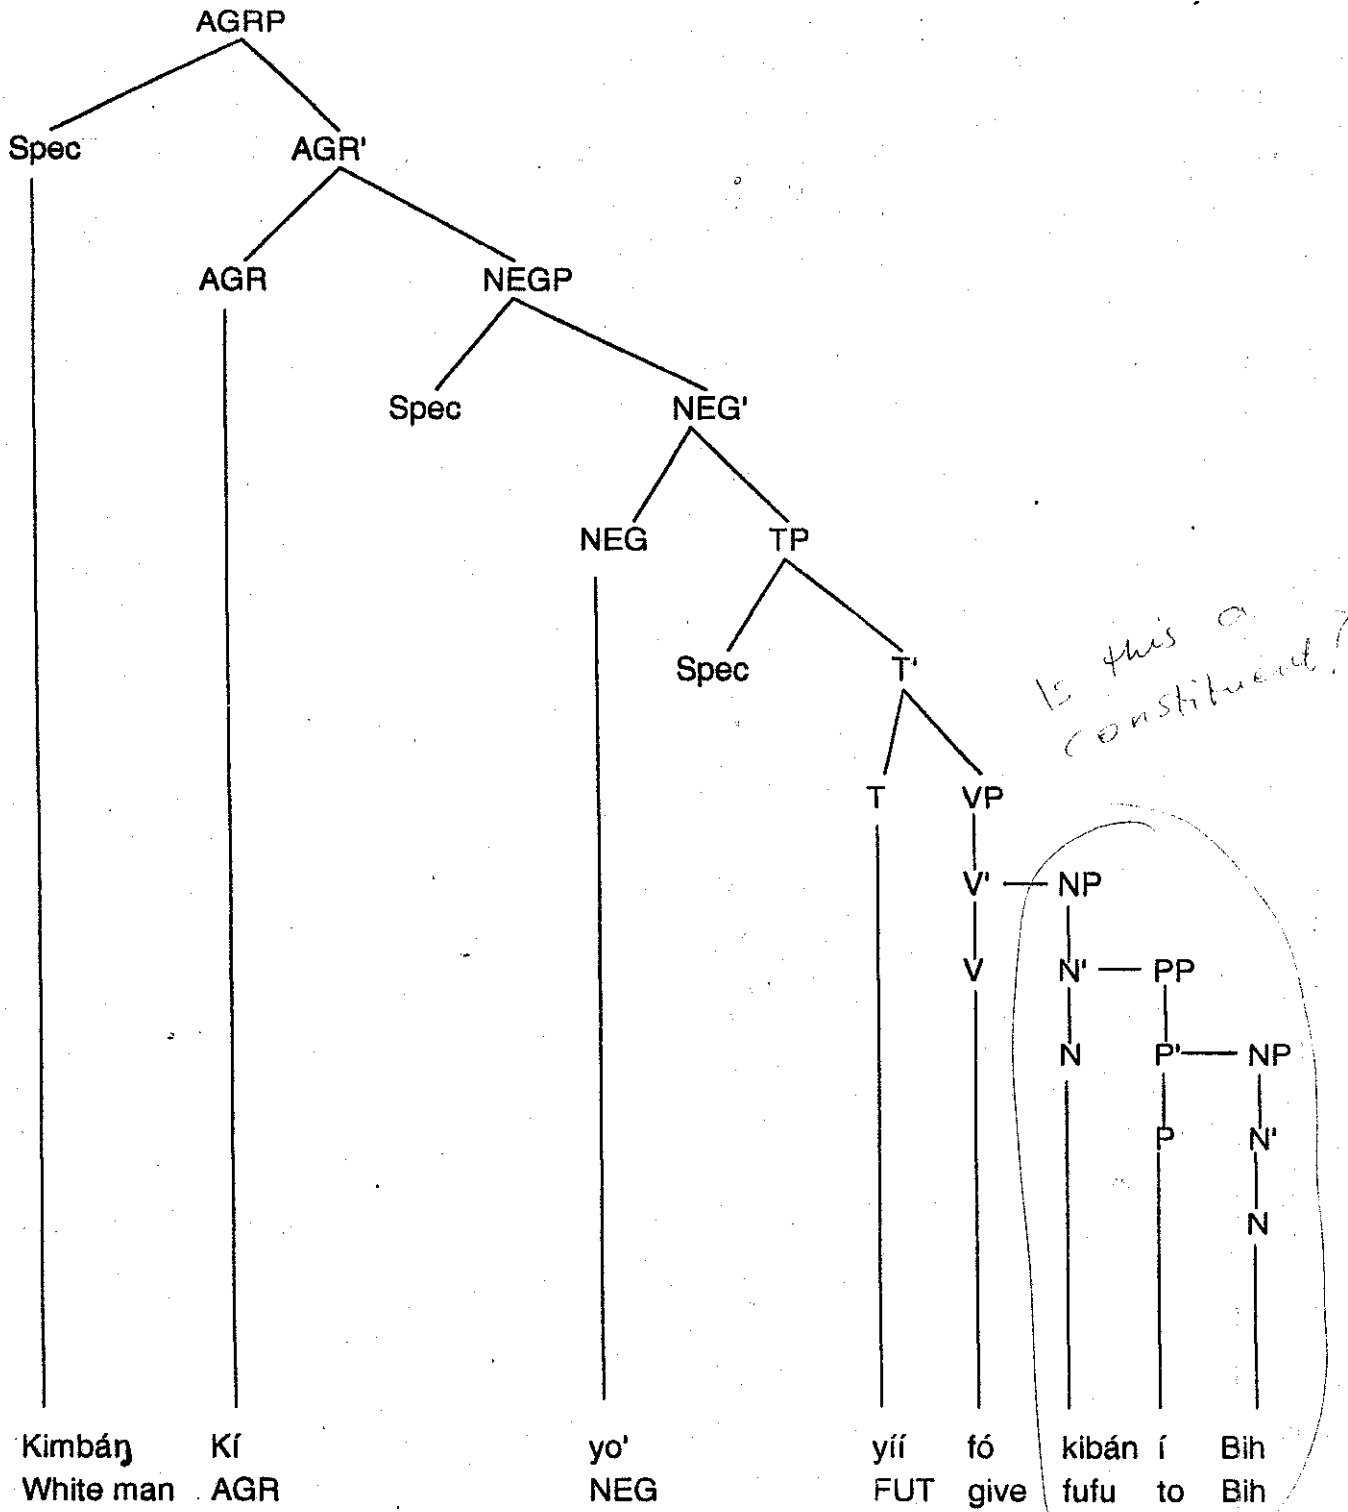 AGRP
Spec AGR'
AGR NEGP
Spec NEG'
NEG TP
Is this a
constituent?
Spec T'
T VP
V' NP
V N' PP
N P' NP
P N'
N
Kimbáŋ Kí yo' yíí fó kibán í Bih
White man AGR NEG FUT give fufu to Bih